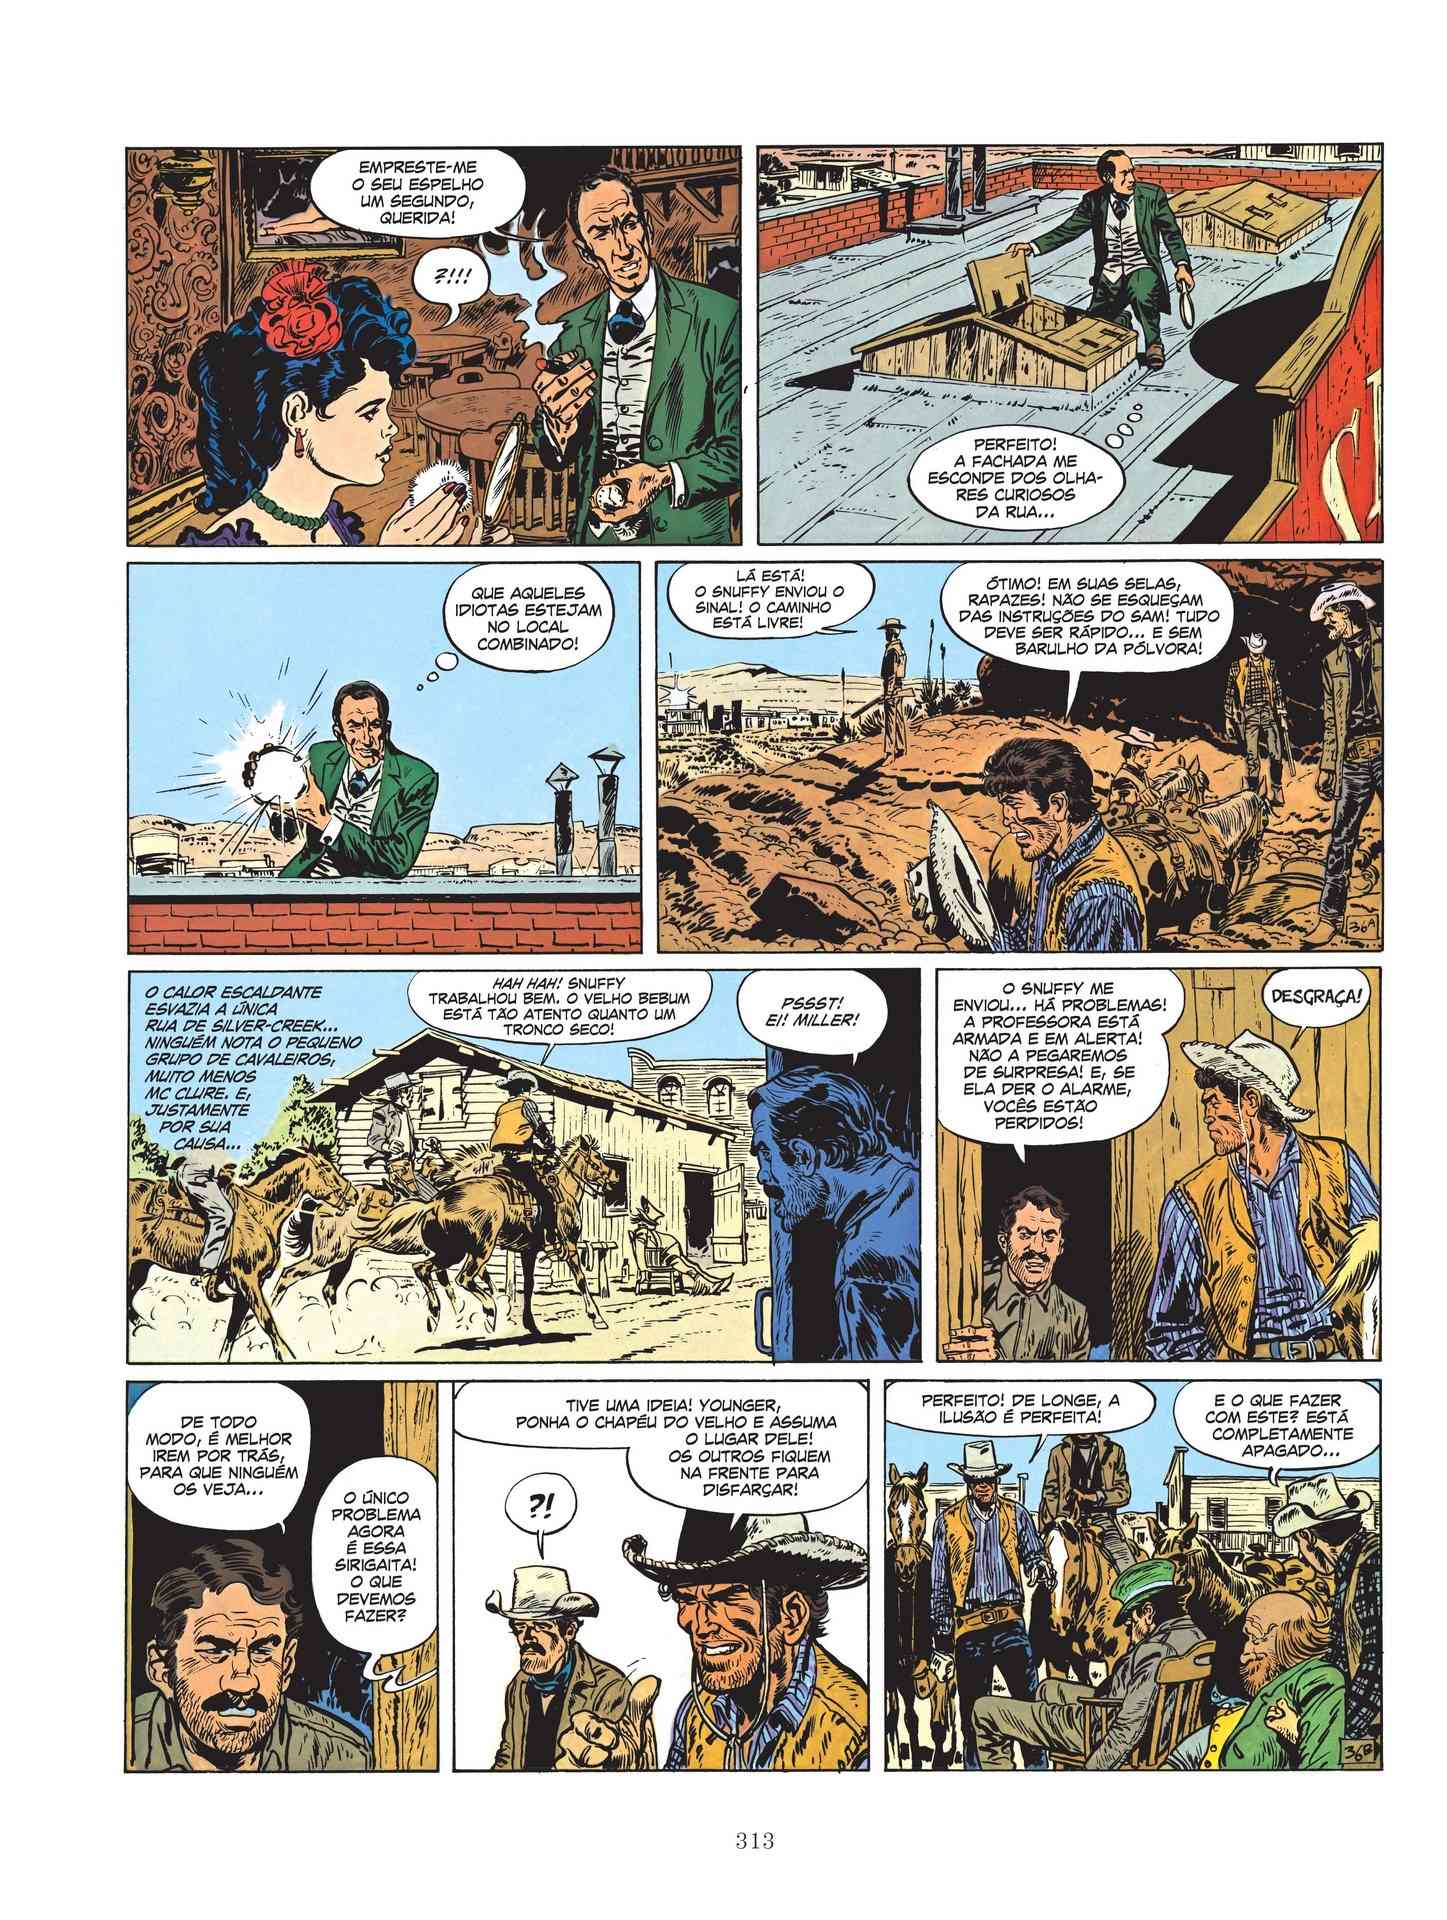 EMPRESTE-ME
O SEU ESPELHO
UM SEGUNDO,
QUERIDA!
?!!!
PERFEITO!
A FACHADA ME
ESCONDE DOS OLHA-
RES CURIOSOS
DA RUA...
QUE AQUELES
IDIOTAS ESTEJAM
NO LOCAL
COMBINADO!
LÁ ESTÁ!
O SNUFFY ENVIOU O
SINAL! O CAMINHO
ESTÁ LIVRE!
ÓTIMO! EM SUAS SELAS,
RAPAZES! NÃO SE ESQUEÇAM
DAS INSTRUÇÕES DO SAM! TUDO
DEVE SER RÁPIDO... E SEM
BARULHO DA PÓLVORA!
36A
O CALOR ESCALDANTE
ESVAZIA A ÚNICA
RUA DE SILVER-CREEK...
NINGUÉM NOTA O PEQUENO
GRUPO DE CAVALEIROS,
MUITO MENOS
MC CLURE. E,
JUSTAMENTE
POR SUA
CAUSA...
HAH HAH! SNUFFY
TRABALHOU BEM. O VELHO BEBUM
ESTÁ TÃO ATENTO QUANTO UM
TRONCO SECO!
PSSST!
EI! MILLER!
O SNUFFY ME
ENVIOU... HÁ PROBLEMAS!
A PROFESSORA ESTÁ
ARMADA E EM ALERTA!
NÃO A PEGAREMOS
DE SURPRESA! E, SE
ELA DER O ALARME,
VOCÊS ESTÃO
PERDIDOS!
DESGRAÇA!
DE TODO
MODO, É MELHOR
IREM POR TRÁS,
PARA QUE NINGUÉM
OS VEJA...
O ÚNICO
PROBLEMA
AGORA
É ESSA
SIRIGAITA!
O QUE
DEVEMOS
FAZER?
TIVE UMA IDEIA! YOUNGER,
PONHA O CHAPÉU DO VELHO E ASSUMA
O LUGAR DELE!
OS OUTROS FIQUEM
NA FRENTE PARA
DISFARÇAR!
?!
PERFEITO! DE LONGE, A
ILUSÃO É PERFEITA!
E O QUE FAZER
COM ESTE? ESTÁ
COMPLETAMENTE
APAGADO...
36B
313